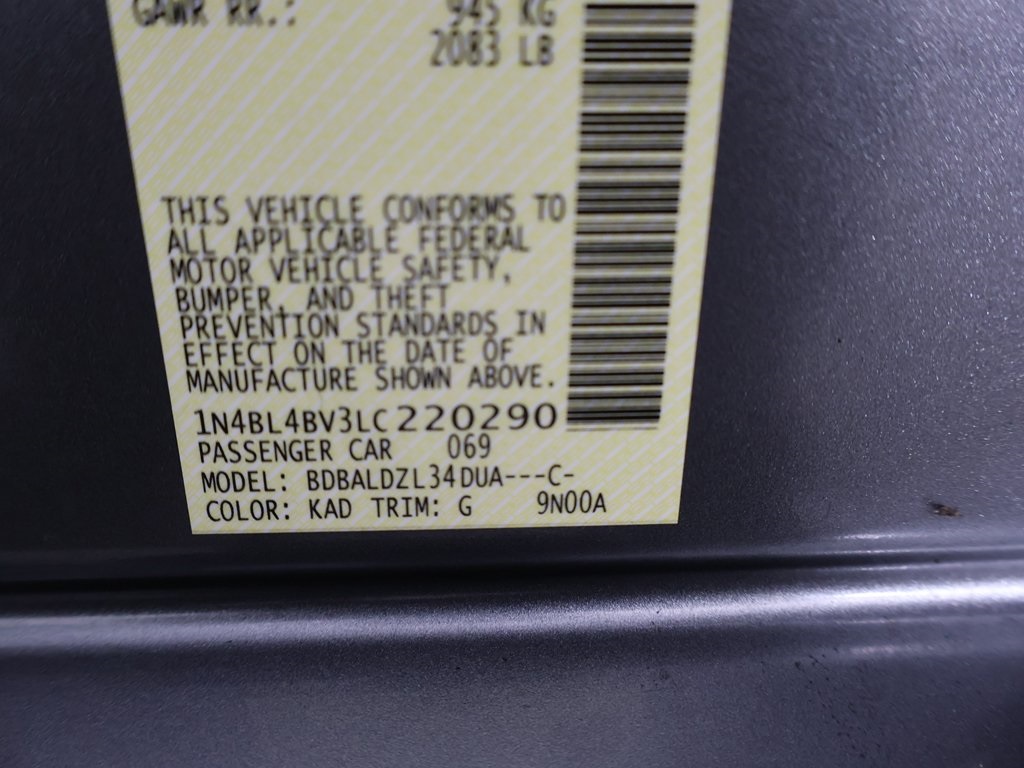 GAWR RR.: 945 KG
2083 LB
THIS VEHICLE CONFORMS TO
ALL APPLICABLE FEDERAL
MOTOR VEHICLE SAFETY,
BUMPER, AND THEFT
PREVENTION STANDARDS IN
EFFECT ON THE DATE OF
MANUFACTURE SHOWN ABOVE.
1N4BL4BV3LC220290
PASSENGER CAR 069
MODEL: BDBALDZL34DUA---C-
COLOR: KAD TRIM: G 9N00A